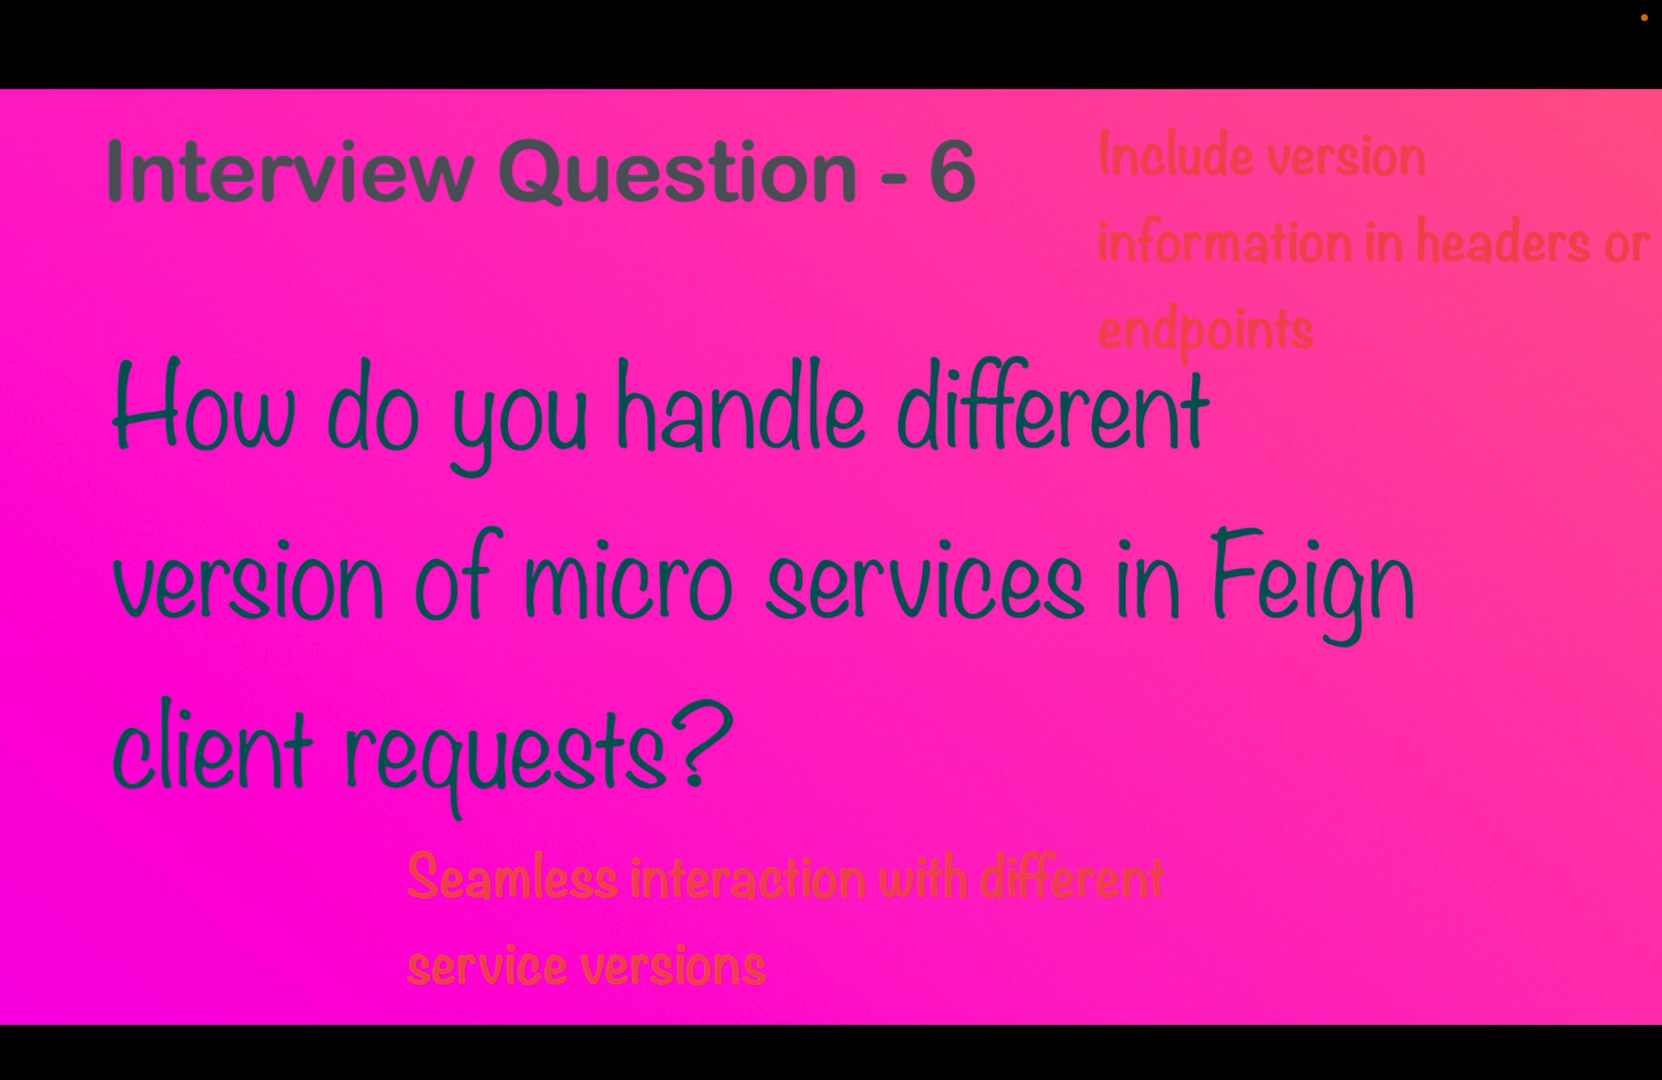 Interview Question - 6
Include version
information in headers or
endpoints
How do you handle different
version of micro services in Feign
client requests?
Seamless interaction with different
service versions